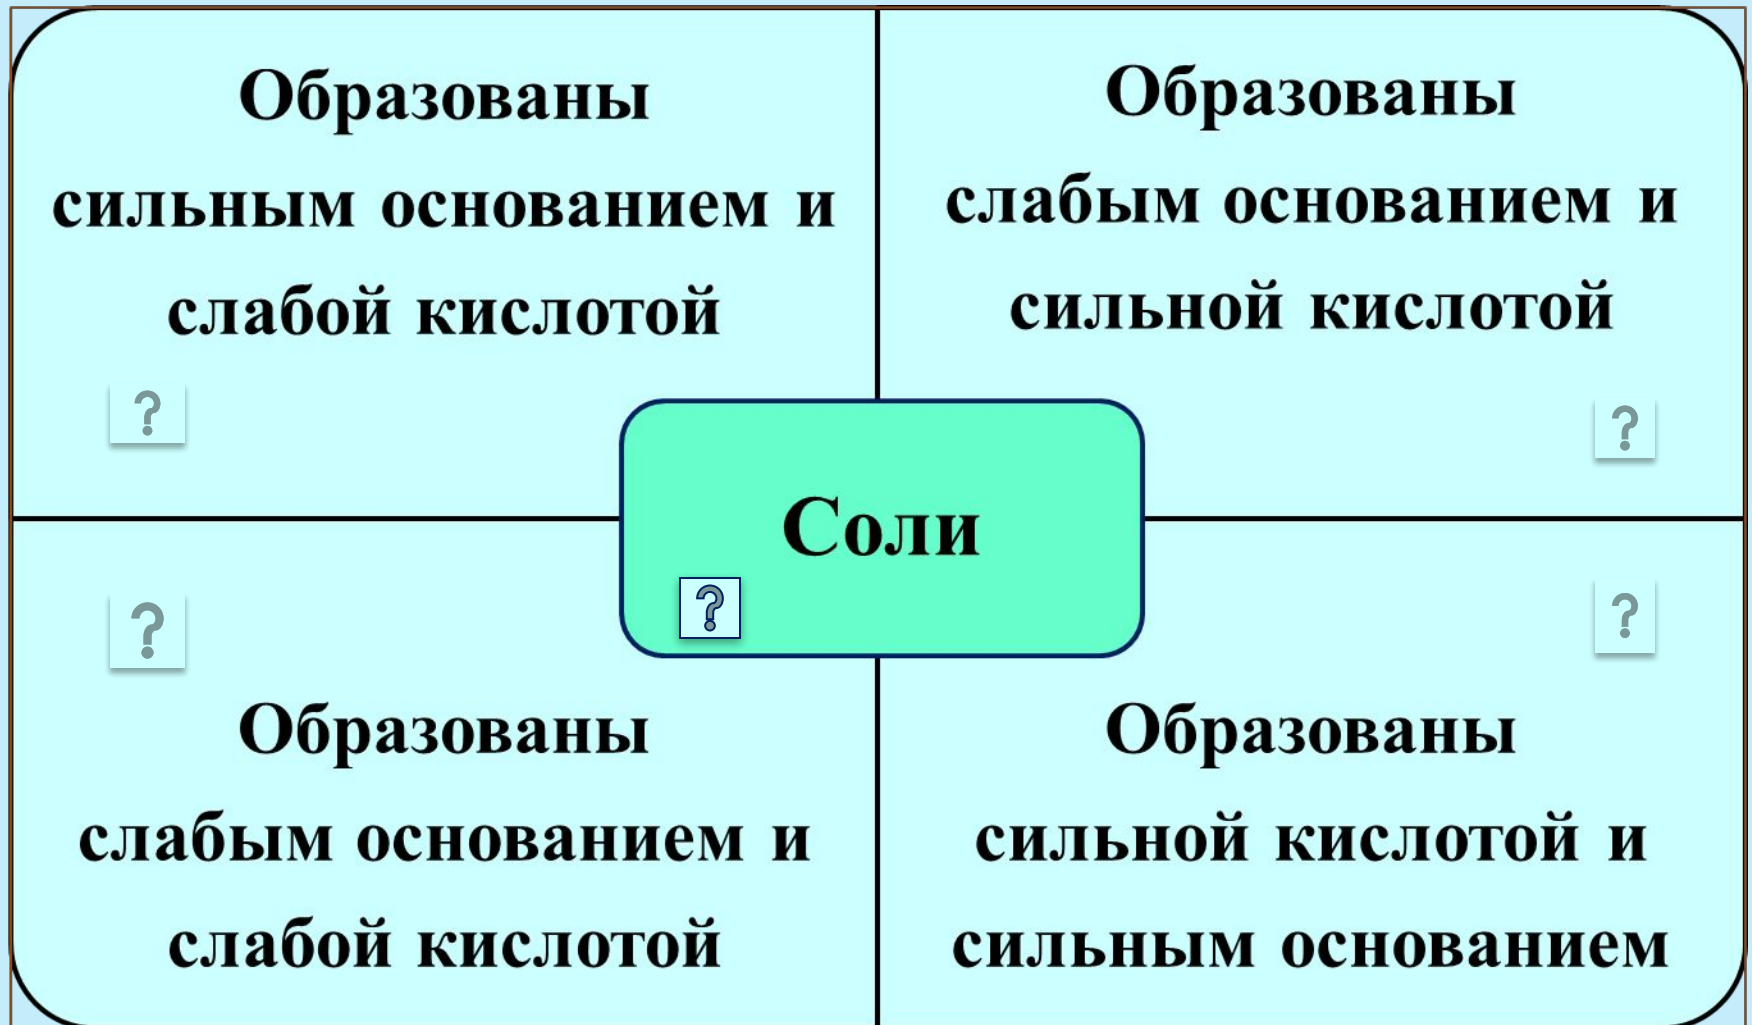 Образованы
сильным основанием и
слабой кислотой
?
Образованы
слабым основанием и
сильной кислотой
?
Соли
?
?
Образованы
слабым основанием и
слабой кислотой
?
Образованы
сильной кислотой и
сильным основанием